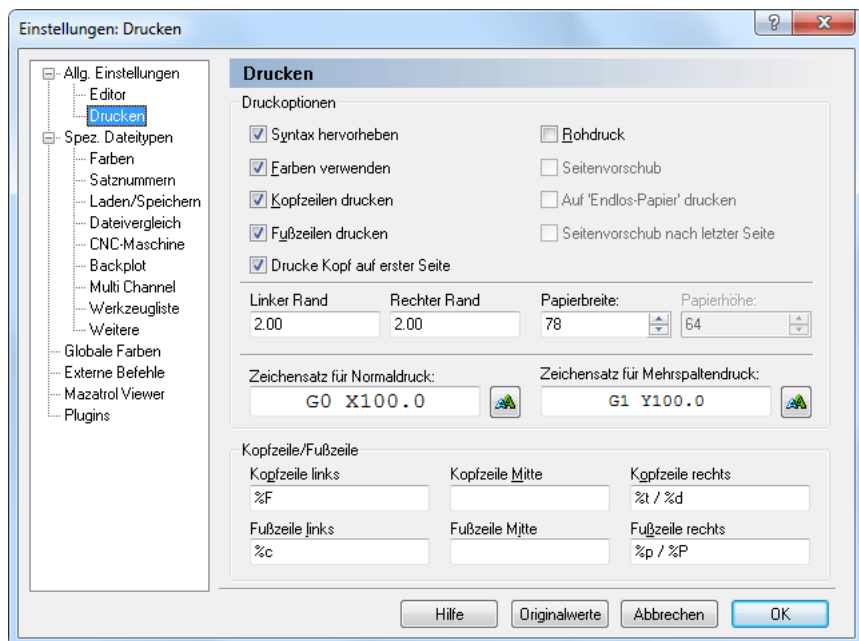 Einstellungen: Drucken
Allg. Einstellungen
Editor
Drucken
Spez. Dateitypen
Farben
Satznummern
Laden/Speichern
Dateivergleich
CNC-Maschine
Backplot
Multi Channel
Werkzeugliste
Weitere
Globale Farben
Externe Befehle
Mazatrol Viewer
Plugins
Drucken
Druckoptionen
Syntax hervorheben
Rohdruck
Farben verwenden
Seitenvorschub
Kopfzeilen drucken
Auf 'Endlos-Papier' drucken
Fußzeilen drucken
Seitenvorschub nach letzter Seite
Drucke Kopf auf erster Seite
Linker Rand Rechter Rand Papierbreite: Papierhöhe:
2.00 2.00 78 64
Zeichensatz für Normaldruck: Zeichensatz für Mehrspaltendruck:
G0 X100.0 G1 Y100.0
Kopfzeile/Fußzeile
Kopfzeile links Kopfzeile Mitte Kopfzeile rechts
%F %t / %d
Fußzeile links Fußzeile Mitte Fußzeile rechts
%c %p / %P
Hilfe Originalwerte Abbrechen OK